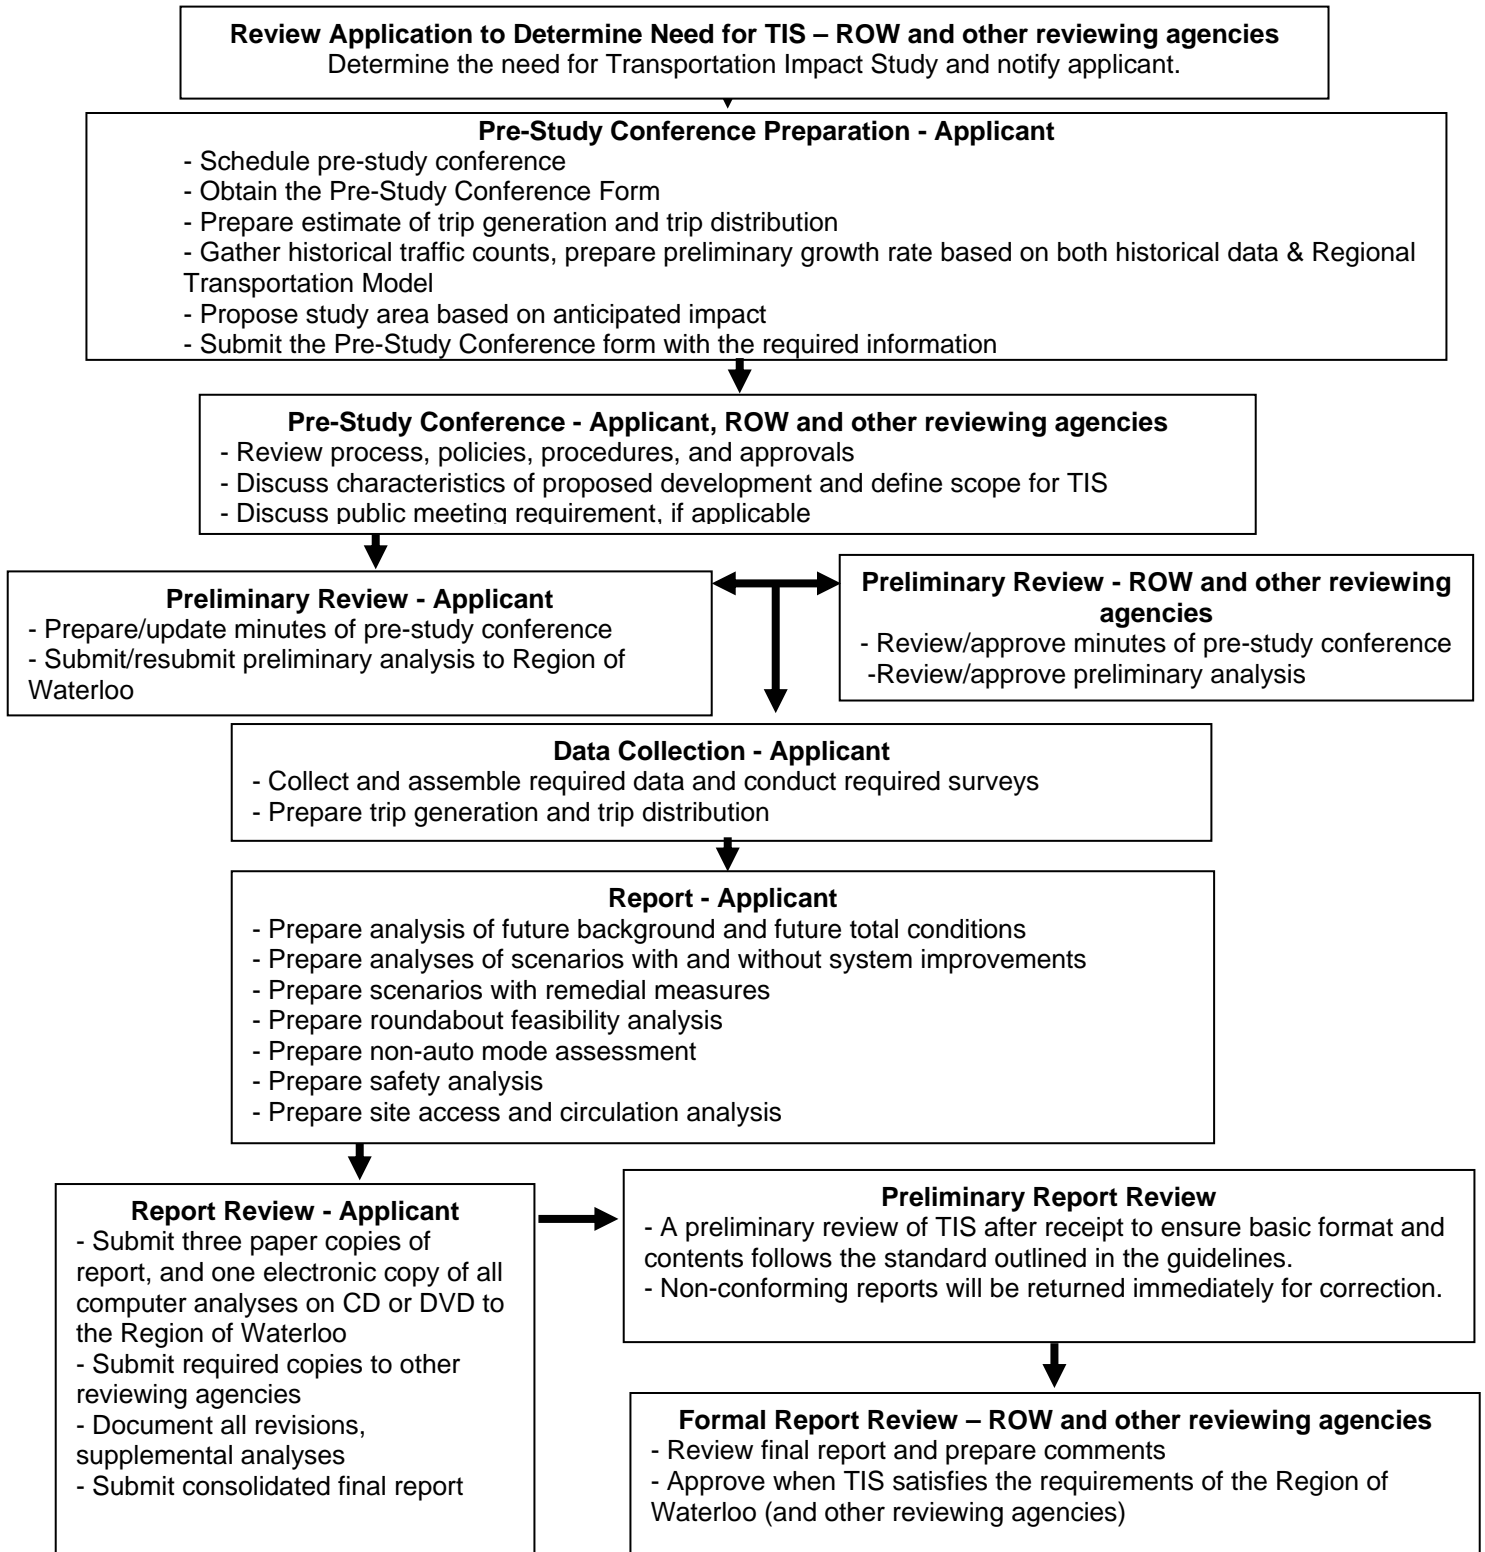 Review Application to Determine Need for TIS – ROW and other reviewing agencies
Determine the need for Transportation Impact Study and notify applicant.
Pre-Study Conference Preparation - Applicant
- Schedule pre-study conference
- Obtain the Pre-Study Conference Form
- Prepare estimate of trip generation and trip distribution
- Gather historical traffic counts, prepare preliminary growth rate based on both historical data & Regional
Transportation Model
- Propose study area based on anticipated impact
- Submit the Pre-Study Conference form with the required information
Pre-Study Conference - Applicant, ROW and other reviewing agencies
- Review process, policies, procedures, and approvals
- Discuss characteristics of proposed development and define scope for TIS
- Discuss public meeting requirement, if applicable
Preliminary Review - Applicant
- Prepare/update minutes of pre-study conference
- Submit/resubmit preliminary analysis to Region of
Waterloo
Preliminary Review - ROW and other reviewing
agencies
- Review/approve minutes of pre-study conference
-Review/approve preliminary analysis
Data Collection - Applicant
- Collect and assemble required data and conduct required surveys
- Prepare trip generation and trip distribution
Report - Applicant
- Prepare analysis of future background and future total conditions
- Prepare analyses of scenarios with and without system improvements
- Prepare scenarios with remedial measures
- Prepare roundabout feasibility analysis
- Prepare non-auto mode assessment
- Prepare safety analysis
- Prepare site access and circulation analysis
Report Review - Applicant
- Submit three paper copies of
report, and one electronic copy of all
computer analyses on CD or DVD to
the Region of Waterloo
- Submit required copies to other
reviewing agencies
- Document all revisions,
supplemental analyses
- Submit consolidated final report
Preliminary Report Review
- A preliminary review of TIS after receipt to ensure basic format and
contents follows the standard outlined in the guidelines.
- Non-conforming reports will be returned immediately for correction.
Formal Report Review – ROW and other reviewing agencies
- Review final report and prepare comments
- Approve when TIS satisfies the requirements of the Region of
Waterloo (and other reviewing agencies)